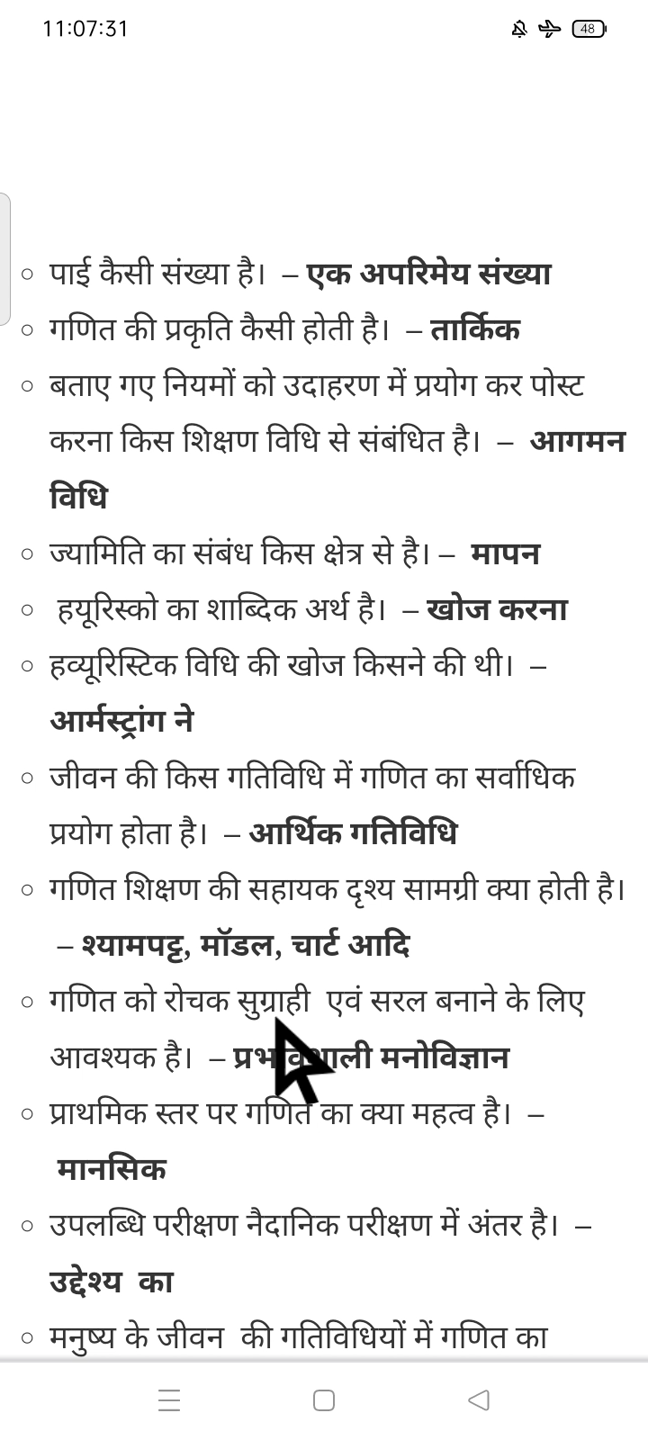 11:07:31
48
पाई कैसी संख्या है। – एक अपरिमेय संख्या
गणित की प्रकृति कैसी होती है। – तार्किक
बताए गए नियमों को उदाहरण में प्रयोग कर पोस्ट
करना किस शिक्षण विधि से संबंधित है। – आगमन
विधि
ज्यामिति का संबंध किस क्षेत्र से है। – मापन
हयूरिस्को का शाब्दिक अर्थ है। – खोज करना
हव्यूरिस्टिक विधि की खोज किसने की थी। –
आर्मस्ट्रांग ने
जीवन की किस गतिविधि में गणित का सर्वाधिक
प्रयोग होता है। – आर्थिक गतिविधि
गणित शिक्षण की सहायक दृश्य सामग्री क्या होती है।
– श्यामपट्ट, मॉडल, चार्ट आदि
गणित को रोचक सुग्राही एवं सरल बनाने के लिए
आवश्यक है। – प्रभावशाली मनोविज्ञान
प्राथमिक स्तर पर गणित का क्या महत्व है। –
मानसिक
उपलब्धि परीक्षण नैदानिक परीक्षण में अंतर है। –
उद्देश्य का
मनुष्य के जीवन की गतिविधियों में गणित का